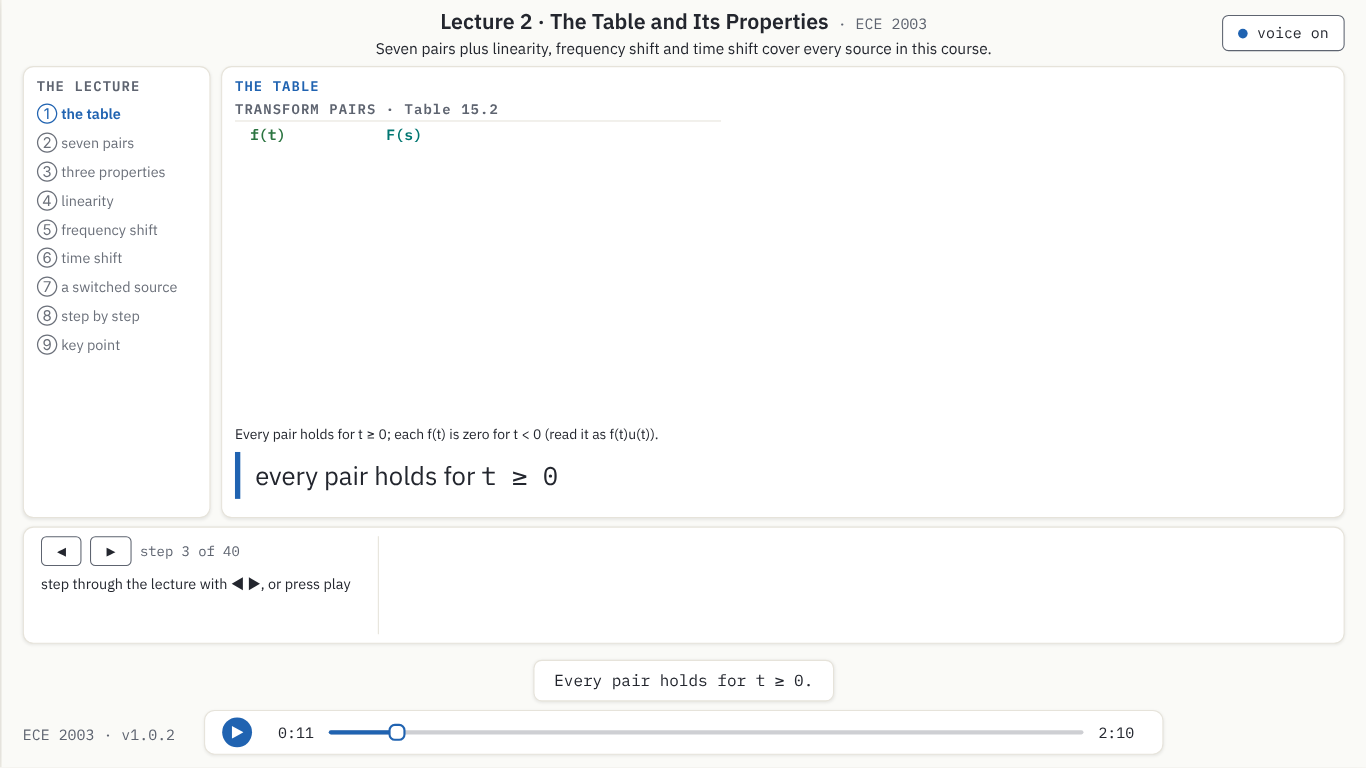 Lecture 2 · The Table and Its Properties · ECE 2003
Seven pairs plus linearity, frequency shift and time shift cover every source in this course.
● voice on
THE LECTURE
1 the table
2 seven pairs
3 three properties
4 linearity
5 frequency shift
6 time shift
7 a switched source
8 step by step
9 key point
THE TABLE
TRANSFORM PAIRS · Table 15.2
f(t) F(s)
Every pair holds for t ≥ 0; each f(t) is zero for t < 0 (read it as f(t)u(t)).
every pair holds for t ≥ 0
◀ ▶ step 3 of 40
step through the lecture with ◀ ▶, or press play
Every pair holds for t ≥ 0.
ECE 2003 · v1.0.2
0:11
2:10